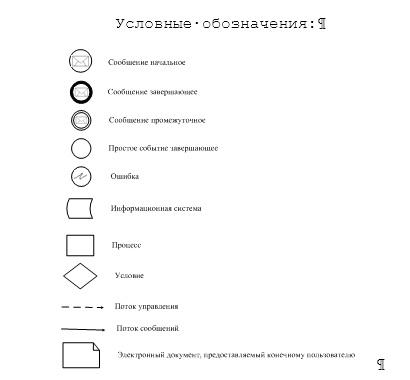 Условные·обозначения:¶
Сообщение начальное
Сообщение завершающее
Сообщение промежуточное
Простое событие завершающее
Ошибка
Информационная система
Процесс
Условие
Поток управления
Поток сообщений
Электронный документ, предоставляемый конечному пользователю ¶